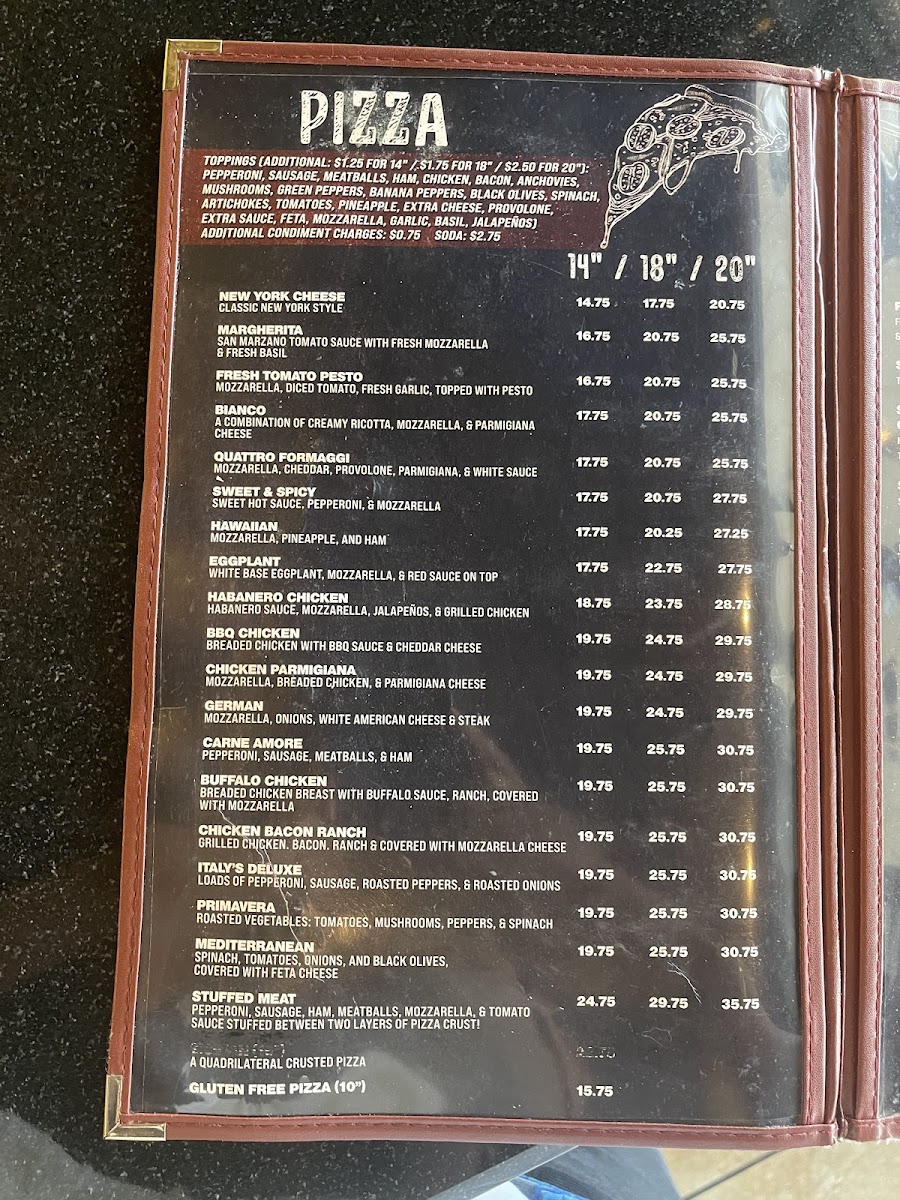 PIZZA
TOPPINGS (ADDITIONAL: $1.25 FOR 14" / $1.75 FOR 18" / $2.50 FOR 20"):
PEPPERONI, SAUSAGE, MEATBALLS, HAM, CHICKEN, BACON, ANCHOVIES,
MUSHROOMS, GREEN PEPPERS, BANANA PEPPERS, BLACK OLIVES, SPINACH,
ARTICHOKES, TOMATOES, PINEAPPLE, EXTRA CHEESE, PROVOLONE,
EXTRA SAUCE, FETA, MOZZARELLA, GARLIC, BASIL, JALAPEÑOS)
ADDITIONAL CONDIMENT CHARGES: $0.75 SODA: $2.75
14" / 18" / 20"
NEW YORK CHEESE 14.75 17.75 20.75
CLASSIC NEW YORK STYLE
MARGHERITA 16.75 20.75 25.75
SAN MARZANO TOMATO SAUCE WITH FRESH MOZZARELLA
& FRESH BASIL
FRESH TOMATO PESTO 16.75 20.75 25.75
MOZZARELLA, DICED TOMATO, FRESH GARLIC, TOPPED WITH PESTO
BIANCO 17.75 20.75 25.75
A COMBINATION OF CREAMY RICOTTA, MOZZARELLA, & PARMIGIANA
CHEESE
QUATTRO FORMAGGI 17.75 20.75 25.75
MOZZARELLA, CHEDDAR, PROVOLONE, PARMIGIANA, & WHITE SAUCE
SWEET & SPICY 17.75 20.75 27.75
SWEET HOT SAUCE, PEPPERONI, & MOZZARELLA
HAWAIIAN 17.75 20.25 27.25
MOZZARELLA, PINEAPPLE, AND HAM
EGGPLANT 17.75 22.75 27.75
WHITE BASE EGGPLANT, MOZZARELLA, & RED SAUCE ON TOP
HABANERO CHICKEN 18.75 23.75 28.75
HABANERO SAUCE, MOZZARELLA, JALAPEÑOS, & GRILLED CHICKEN
BBQ CHICKEN 19.75 24.75 29.75
BREADED CHICKEN WITH BBQ SAUCE & CHEDDAR CHEESE
CHICKEN PARMIGIANA 19.75 24.75 29.75
MOZZARELLA, BREADED CHICKEN, & PARMIGIANA CHEESE
GERMAN 19.75 24.75 29.75
MOZZARELLA, ONIONS, WHITE AMERICAN CHEESE & STEAK
CARNE AMORE 19.75 25.75 30.75
PEPPERONI, SAUSAGE, MEATBALLS, & HAM
BUFFALO CHICKEN 19.75 25.75 30.75
BREADED CHICKEN BREAST WITH BUFFALO SAUCE, RANCH, COVERED
WITH MOZZARELLA
CHICKEN BACON RANCH 19.75 25.75 30.75
GRILLED CHICKEN. BACON. RANCH & COVERED WITH MOZZARELLA CHEESE
ITALY'S DELUXE 19.75 25.75 30.75
LOADS OF PEPPERONI, SAUSAGE, ROASTED PEPPERS, & ROASTED ONIONS
PRIMAVERA 19.75 25.75 30.75
ROASTED VEGETABLES: TOMATOES, MUSHROOMS, PEPPERS, & SPINACH
MEDITERRANEAN 19.75 25.75 30.75
SPINACH, TOMATOES, ONIONS, AND BLACK OLIVES,
COVERED WITH FETA CHEESE
STUFFED MEAT 24.75 29.75 35.75
PEPPERONI, SAUSAGE, HAM, MEATBALLS, MOZZARELLA, & TOMATO
SAUCE STUFFED BETWEEN TWO LAYERS OF PIZZA CRUST!
A QUADRILATERAL CRUSTED PIZZA
GLUTEN FREE PIZZA (10") 15.75